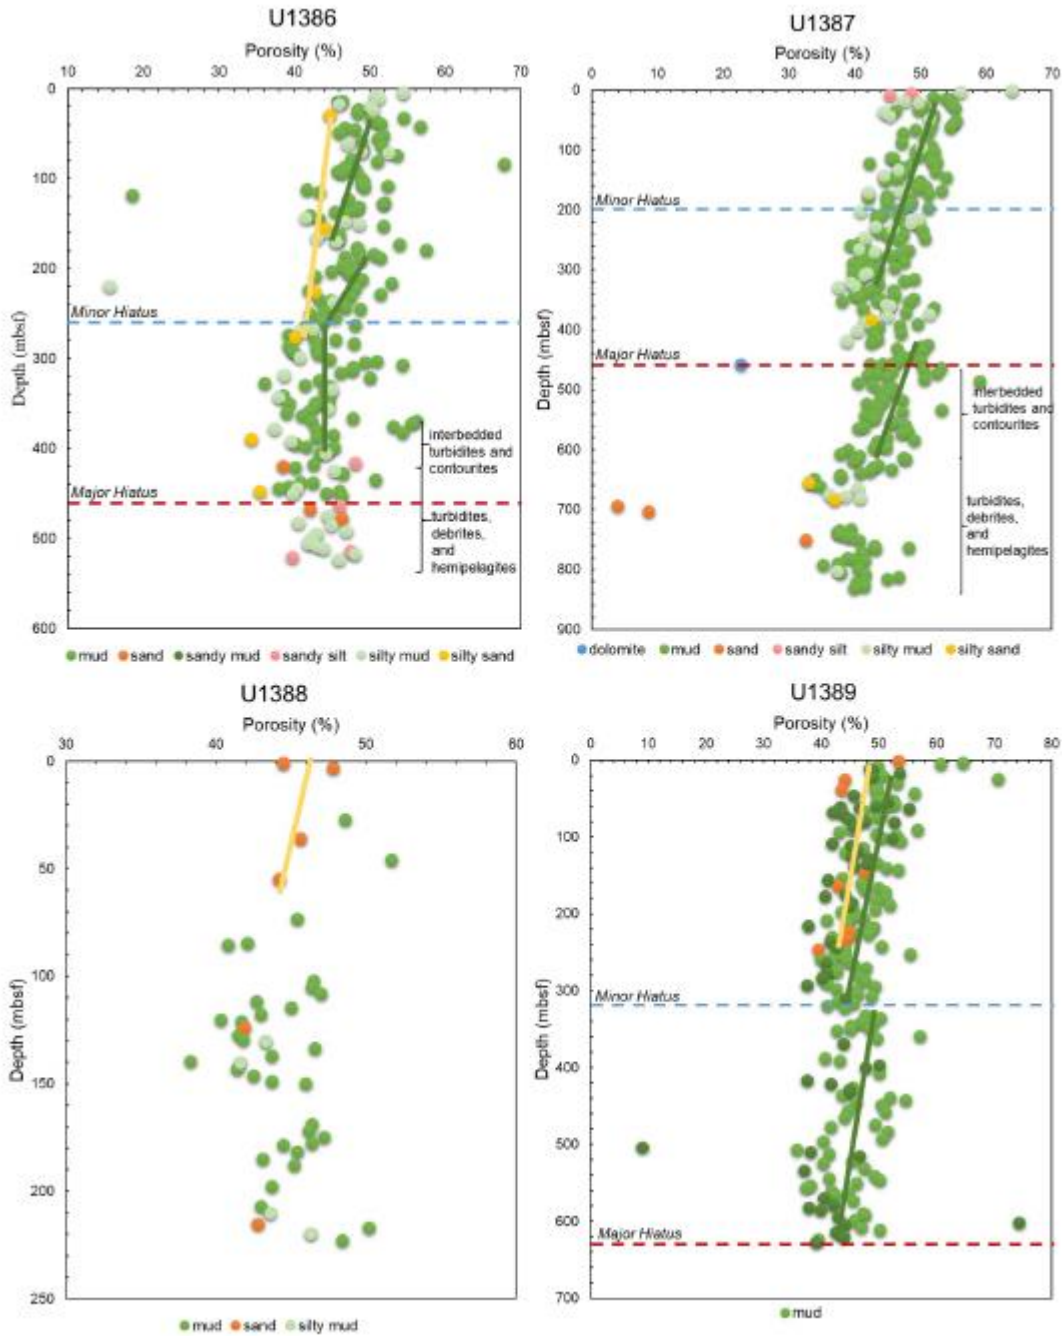 U1386
Porosity (%)
10 20 30 40 50 60 70
0
100
200
300
400
500
600
Depth (mbsf)
Minor Hiatus
Major Hiatus
interbedded
turbidites and
contourites
turbidites,
debrites,
and
hemipelagites
mud sand sandy mud sandy silt silty mud silty sand
U1387
Porosity (%)
0 10 20 30 40 50 60 70
0
100
200
300
400
500
600
700
800
900
Depth (mbsf)
Minor Hiatus
Major Hiatus
interbedded
turbidites and
contourites
turbidites,
debrites,
and
hemipelagites
dolomite mud sand sandy silt silty mud silty sand
U1388
Porosity (%)
30 40 50 60
0
50
100
150
200
250
Depth (mbsf)
mud sand silty mud
U1389
Porosity (%)
0 10 20 30 40 50 60 70 80
0
100
200
300
400
500
600
700
Depth (mbsf)
Minor Hiatus
Major Hiatus
mud